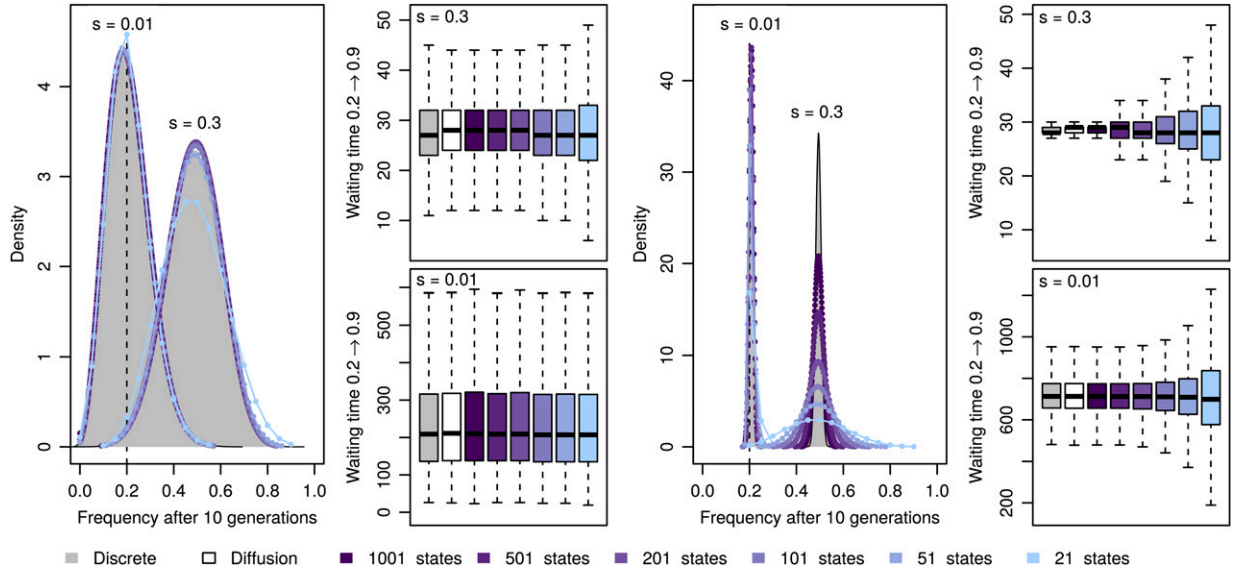 s = 0.01
s = 0.3
Density
0
1
2
3
4
0.0 0.2 0.4 0.6 0.8 1.0
Frequency after 10 generations
s = 0.3
Waiting time 0.2 → 0.9
10
20
30
40
50
s = 0.01
Waiting time 0.2 → 0.9
0
100
300
500
s = 0.01
s = 0.3
Density
0
10
20
30
40
0.0 0.2 0.4 0.6 0.8 1.0
Frequency after 10 generations
s = 0.3
Waiting time 0.2 → 0.9
10
20
30
40
50
s = 0.01
Waiting time 0.2 → 0.9
200
600
1000
Discrete Diffusion 1001 states 501 states 201 states 101 states 51 states 21 states